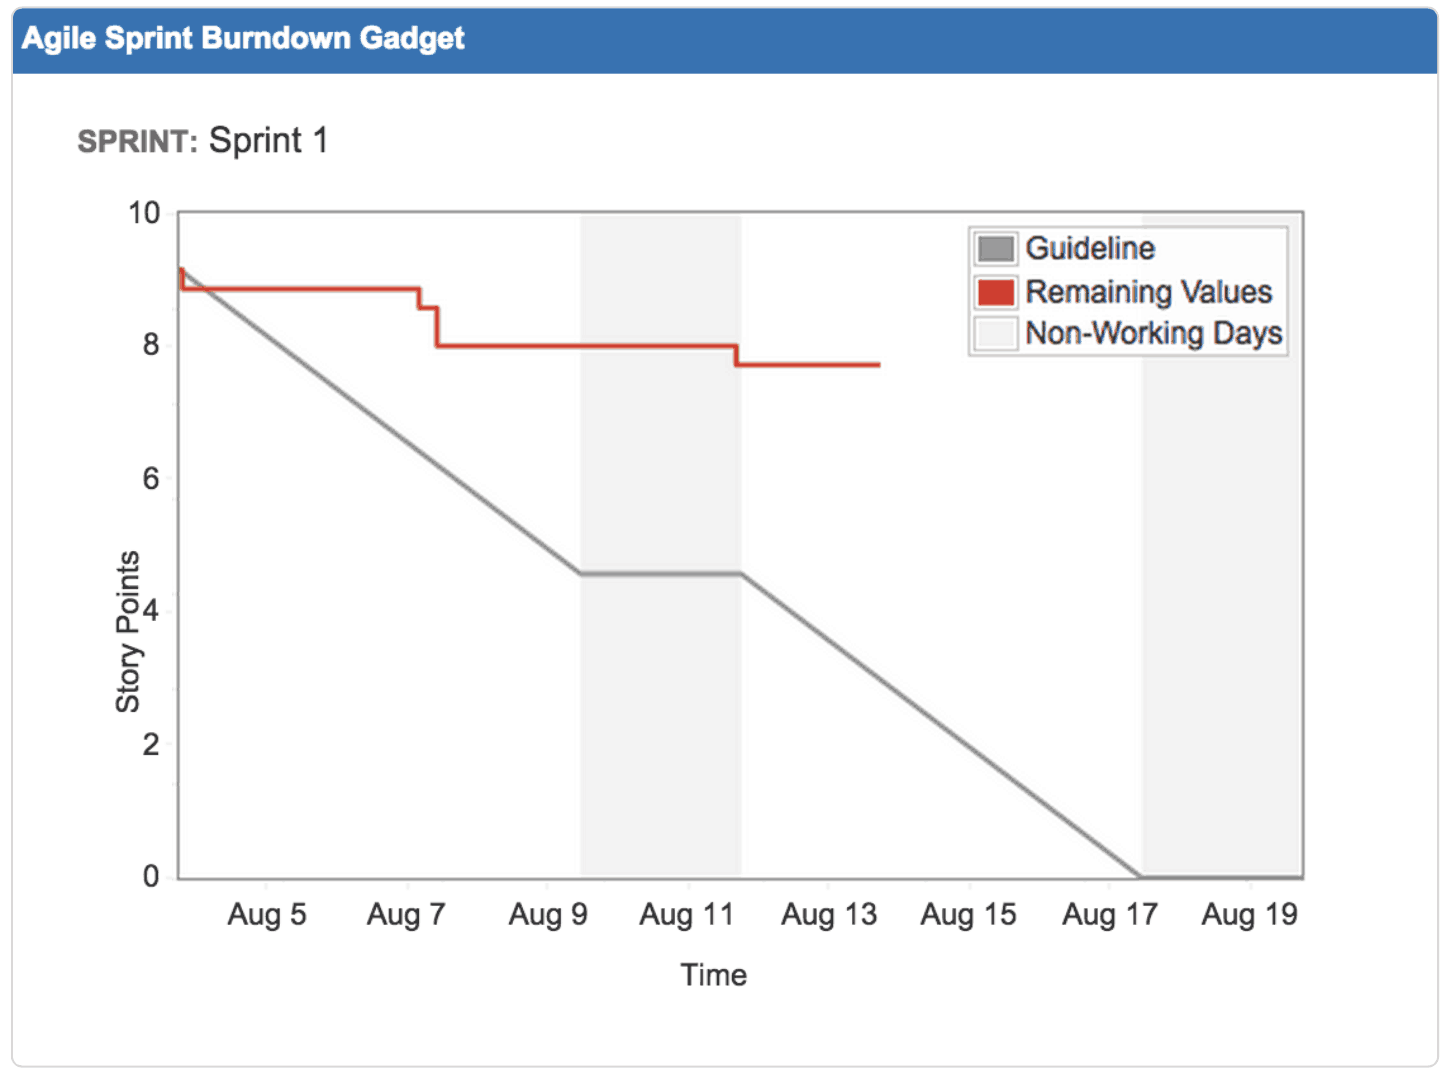 Agile Sprint Burndown Gadget
SPRINT: Sprint 1
10
8
6
4
2
0
Story Points
Guideline
Remaining Values
Non-Working Days
Aug 5 Aug 7 Aug 9 Aug 11 Aug 13 Aug 15 Aug 17 Aug 19
Time